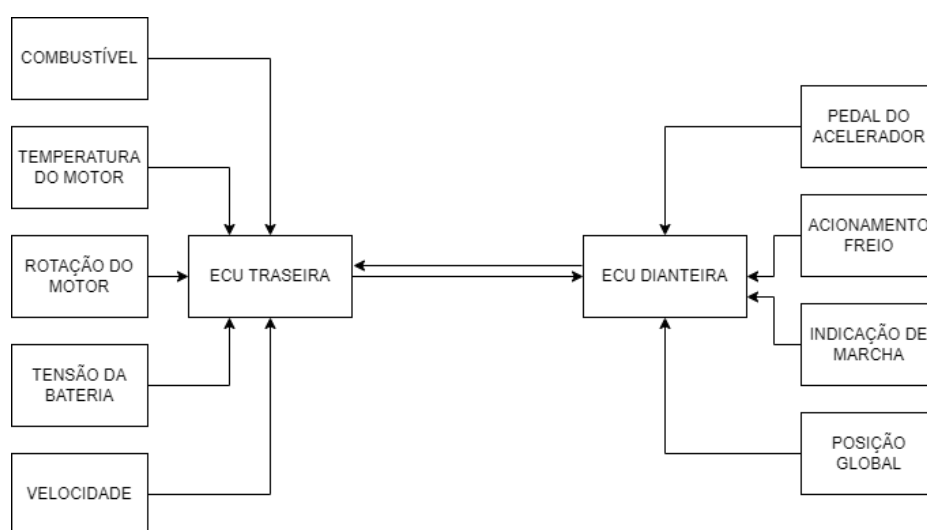 COMBUSTÍVEL
TEMPERATURA
DO MOTOR
ROTAÇÃO DO
MOTOR
TENSÃO DA
BATERIA
VELOCIDADE
ECU TRASEIRA
ECU DIANTEIRA
PEDAL DO
ACELERADOR
ACIONAMENTO
FREIO
INDICAÇÃO DE
MARCHA
POSIÇÃO
GLOBAL